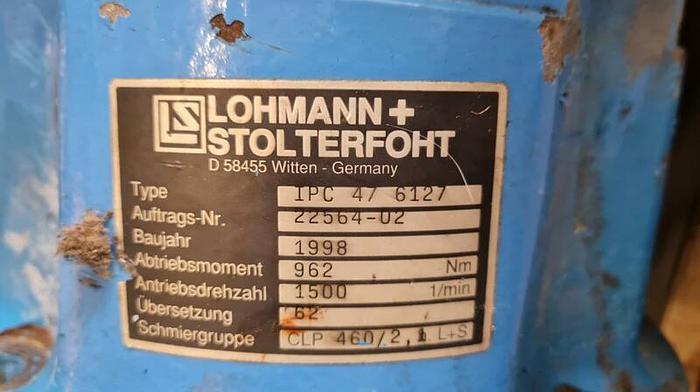 LS LOHMANN +
STOLTERFOHT
D 58455 Witten - Germany
Type IPC 47 6127
Auftrags-Nr. 22564-02
Baujahr 1998
Abtriebsmoment 962 Nm
Antriebsdrehzahl 1500 1/min
Übersetzung 62
Schmiergruppe CLP 460/2,1. L+S